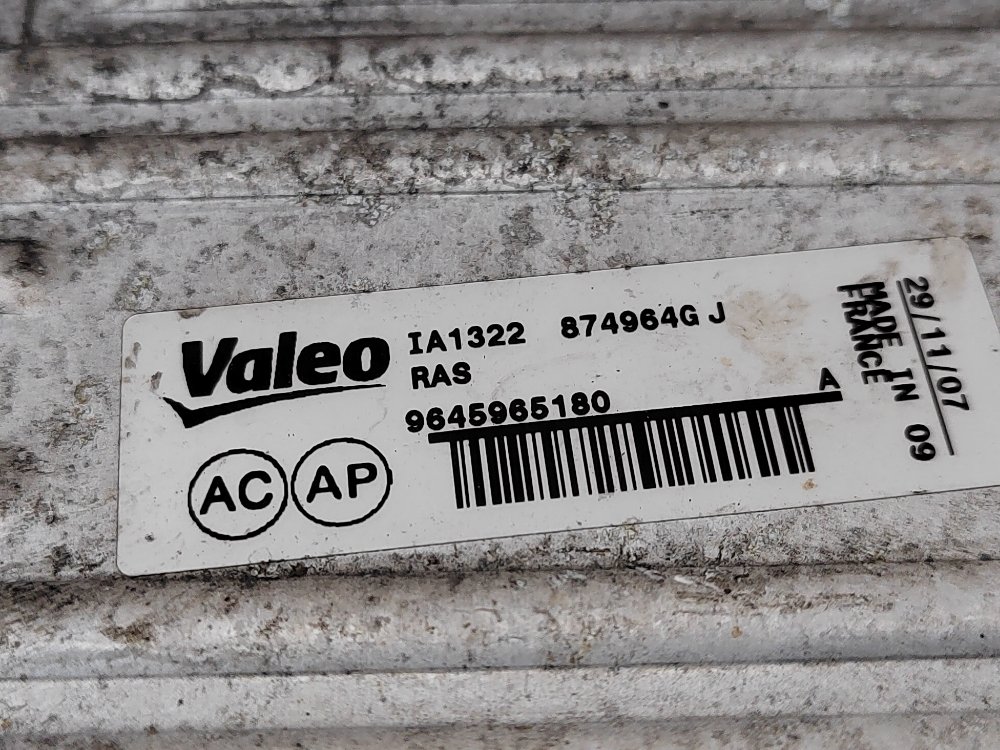 Valeo
IA1322 874964G J
RAS
9645965180
A
AC
AP
29/11/07
MADE IN 09
FRANCE